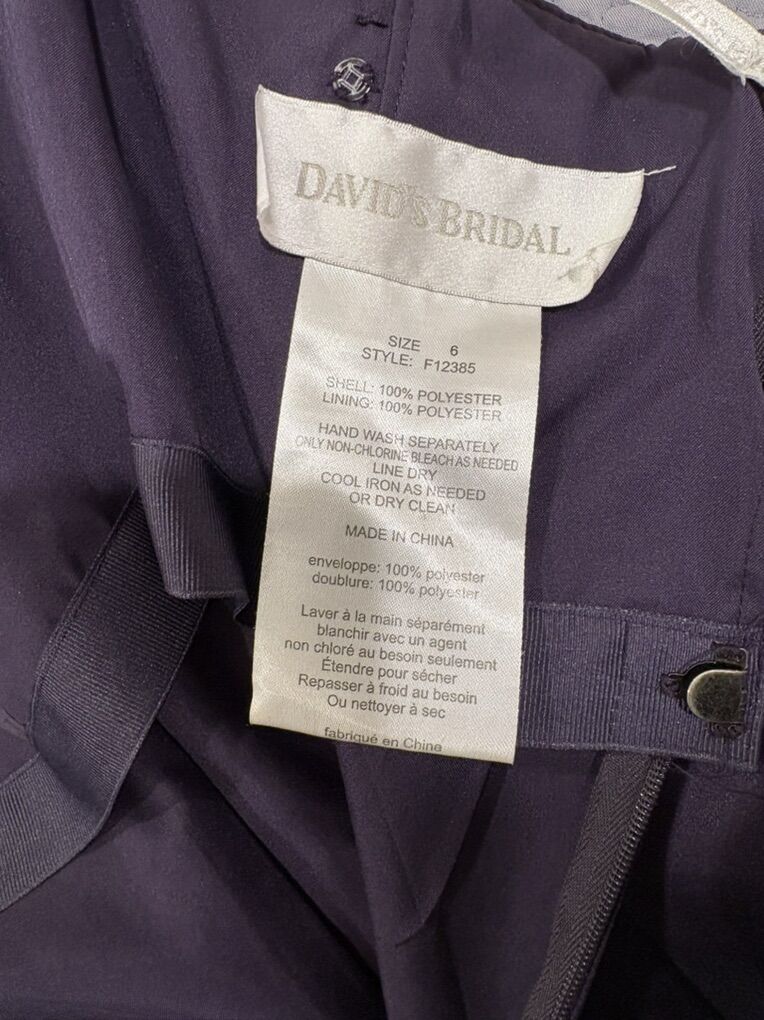 DAVID'S BRIDAL
SIZE 6
STYLE: F12385
SHELL: 100% POLYESTER
LINING: 100% POLYESTER
HAND WASH SEPARATELY
ONLY NON-CHLORINE BLEACH AS NEEDED
LINE DRY
COOL IRON AS NEEDED
OR DRY CLEAN
MADE IN CHINA
enveloppe: 100% polyester
doublure: 100% polyester
Laver à la main séparément
blanchir avec un agent
non chloré au besoin seulement
Étendre pour sécher
Repasser à froid au besoin
Ou nettoyer à sec
fabriqué en China